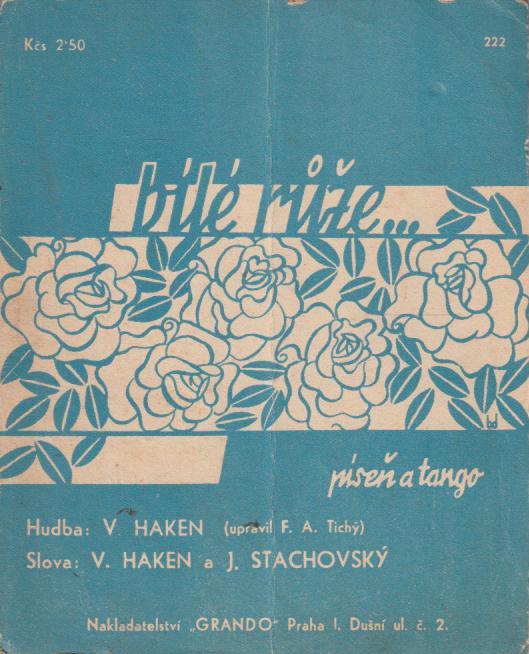 Kčs 2·50
222
bílé růže...
píseň a tango
Hudba: V HAKEN (upravil F. A. Tichý)
Slova: V. HAKEN a J. STACHOVSKÝ
Nakladatelství „GRANDO" Praha I, Dušní ul. č. 2.